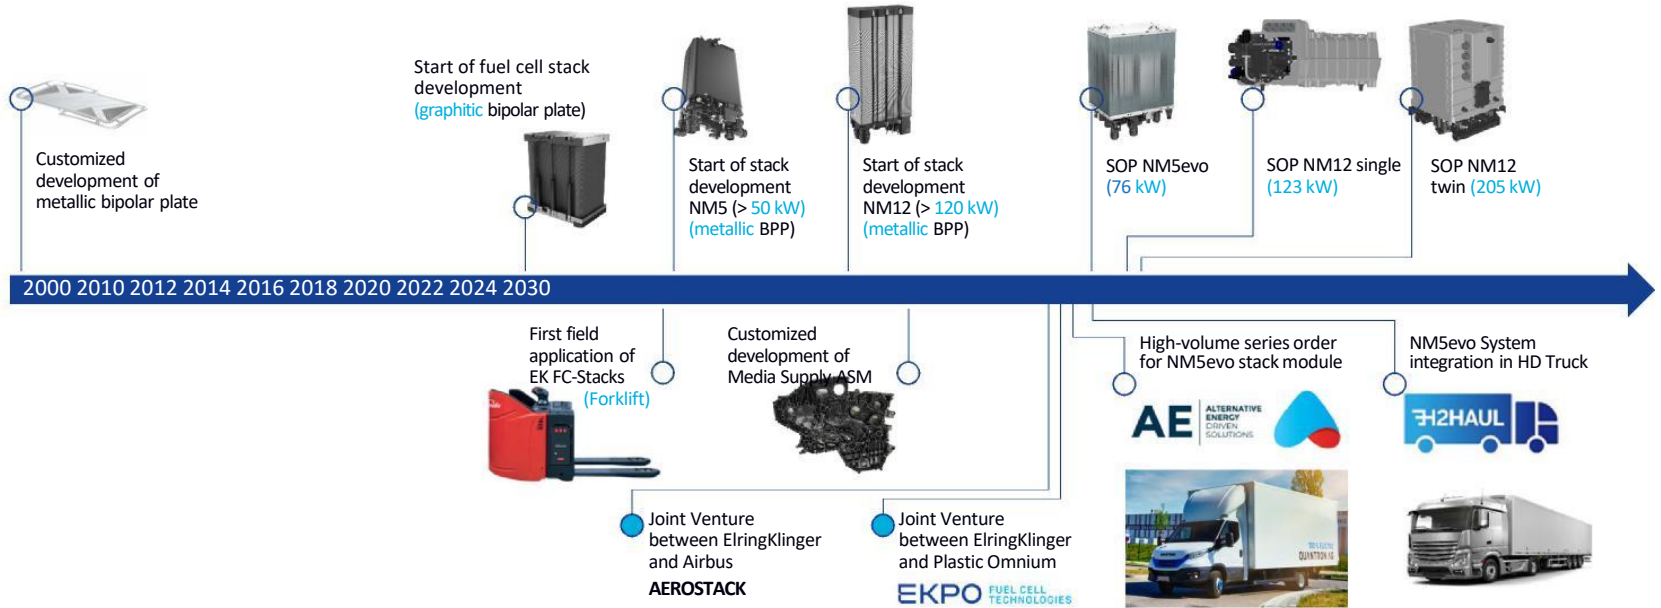 Customized
development of
metallic bipolar plate
Start of fuel cell stack
development
(graphitic bipolar plate)
Start of stack
development
NM5 (> 50 kW)
(metallic BPP)
Start of stack
development
NM12 (> 120 kW)
(metallic BPP)
SOP NM5evo
(76 kW)
SOP NM12 single
(123 kW)
SOP NM12
twin (205 kW)
2000 2010 2012 2014 2016 2018 2020 2022 2024 2030
First field
application of
EK FC-Stacks
(Forklift)
Customized
development of
Media Supply ASM
High-volume series order
for NM5evo stack module
AE
ALTERNATIVE
ENERGY
DRIVEN
SOLUTIONS
QUANTRON AG
NM5evo System
integration in HD Truck
H2HAUL
Joint Venture
between ElringKlinger
and Airbus
AEROSTACK
Joint Venture
between ElringKlinger
and Plastic Omnium
EKPO
FUEL CELL
TECHNOLOGIES